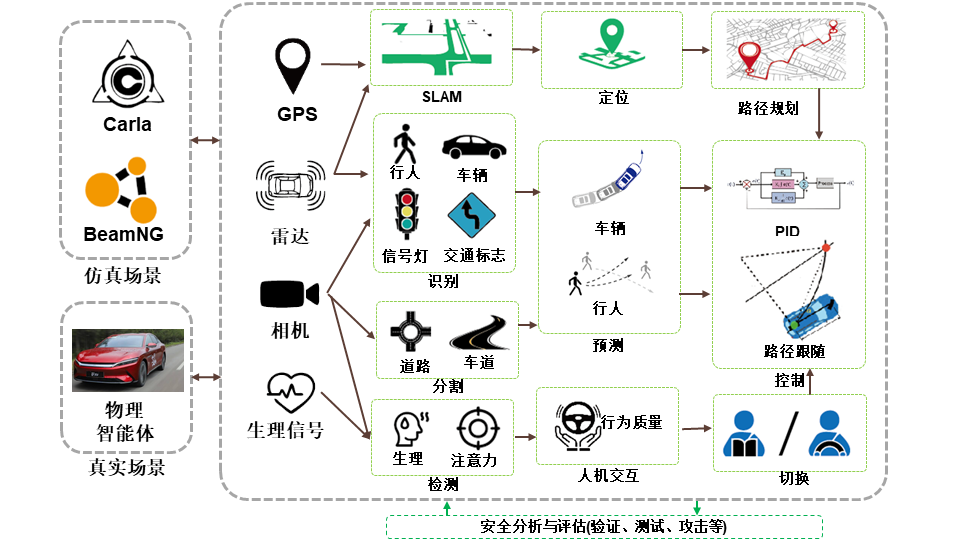 Carla
BeamNG
仿真场景
物理
智能体
真实场景
GPS
雷达
相机
生理信号
SLAM
定位
路径规划
行人
车辆
信号灯
交通标志
识别
车辆
行人
预测
PID
路径跟随
控制
道路
车道
分割
生理
注意力
检测
行为质量
人机交互
切换
安全分析与评估(验证、测试、攻击等)